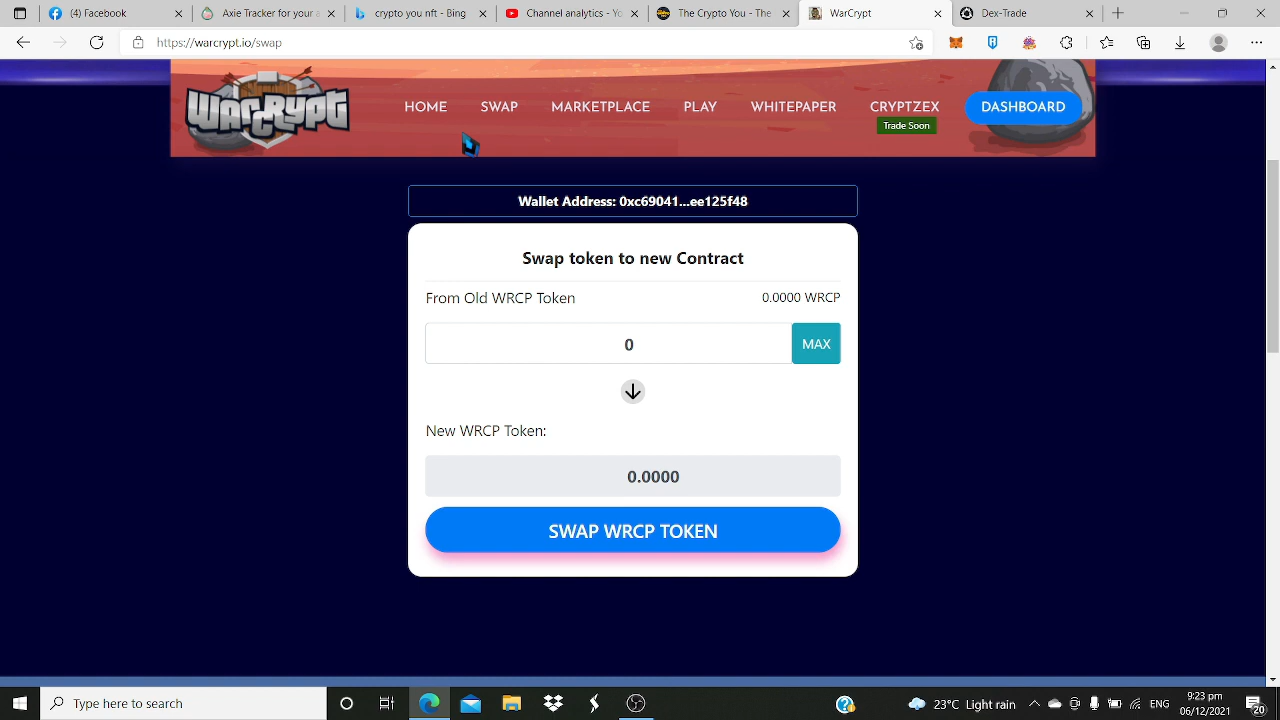 (4) Facebook
Axie Tracker for your a
crypto you nft - Bing
Channel analytics - Yo
The Crypto You - The
WarCrypt
Dex-Trade
https://warcrypt.io/swap
WARCRYPT
HOME
SWAP
MARKETPLACE
PLAY
WHITEPAPER
CRYPTZEX
Trade Soon
DASHBOARD
Wallet Address: 0xc69041...ee125f48
Swap token to new Contract
From Old WRCP Token
0.0000 WRCP
0
MAX
New WRCP Token:
0.0000
SWAP WRCP TOKEN
Type here to search
23°C Light rain
ENG
9:23 pm
06/12/2021
20